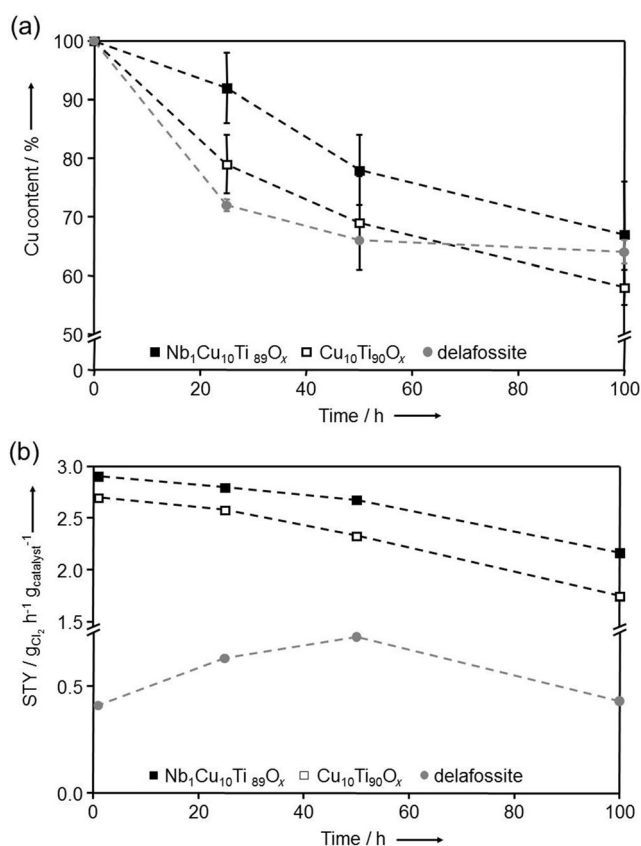 (a)
100
90
80
70
60
50
0
Cu content / % ⟶
Nb₁Cu₁₀Ti ₈₉Oₓ Cu₁₀Ti₉₀Oₓ delafossite
0 20 40 60 80 100
Time / h ⟶
(b)
3.0
2.5
2.0
1.5
0.5
0.0
STY / g_Cl₂ h⁻¹ g_catalyst⁻¹ ⟶
Nb₁Cu₁₀Ti ₈₉Oₓ Cu₁₀Ti₉₀Oₓ delafossite
0 20 40 60 80 100
Time / h ⟶